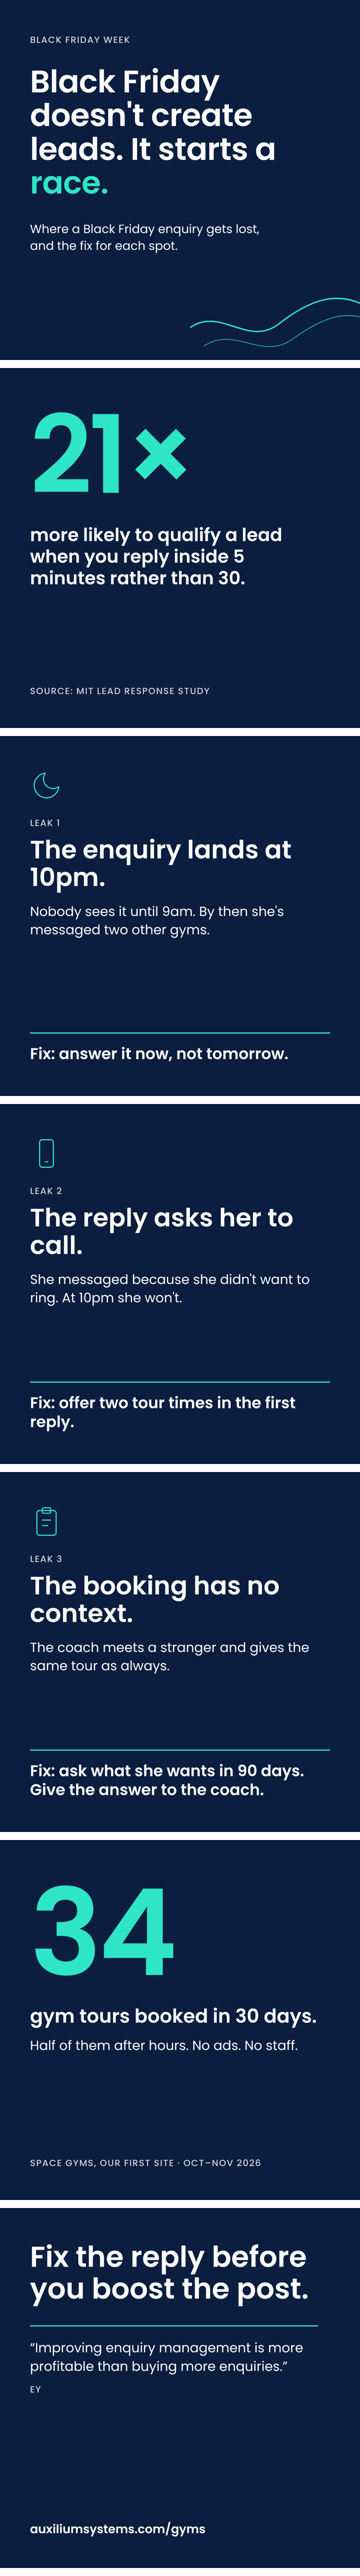 BLACK FRIDAY WEEK
Black Friday
doesn't create
leads. It starts a
race.
Where a Black Friday enquiry gets lost,
and the fix for each spot.
21×
more likely to qualify a lead
when you reply inside 5
minutes rather than 30.
SOURCE: MIT LEAD RESPONSE STUDY
LEAK 1
The enquiry lands at
10pm.
Nobody sees it until 9am. By then she's
messaged two other gyms.
Fix: answer it now, not tomorrow.
LEAK 2
The reply asks her to
call.
She messaged because she didn't want to
ring. At 10pm she won't.
Fix: offer two tour times in the first
reply.
LEAK 3
The booking has no
context.
The coach meets a stranger and gives the
same tour as always.
Fix: ask what she wants in 90 days.
Give the answer to the coach.
34
gym tours booked in 30 days.
Half of them after hours. No ads. No staff.
SPACE GYMS, OUR FIRST SITE · OCT–NOV 2026
Fix the reply before
you boost the post.
“Improving enquiry management is more
profitable than buying more enquiries.”
EY
auxiliumsystems.com/gyms